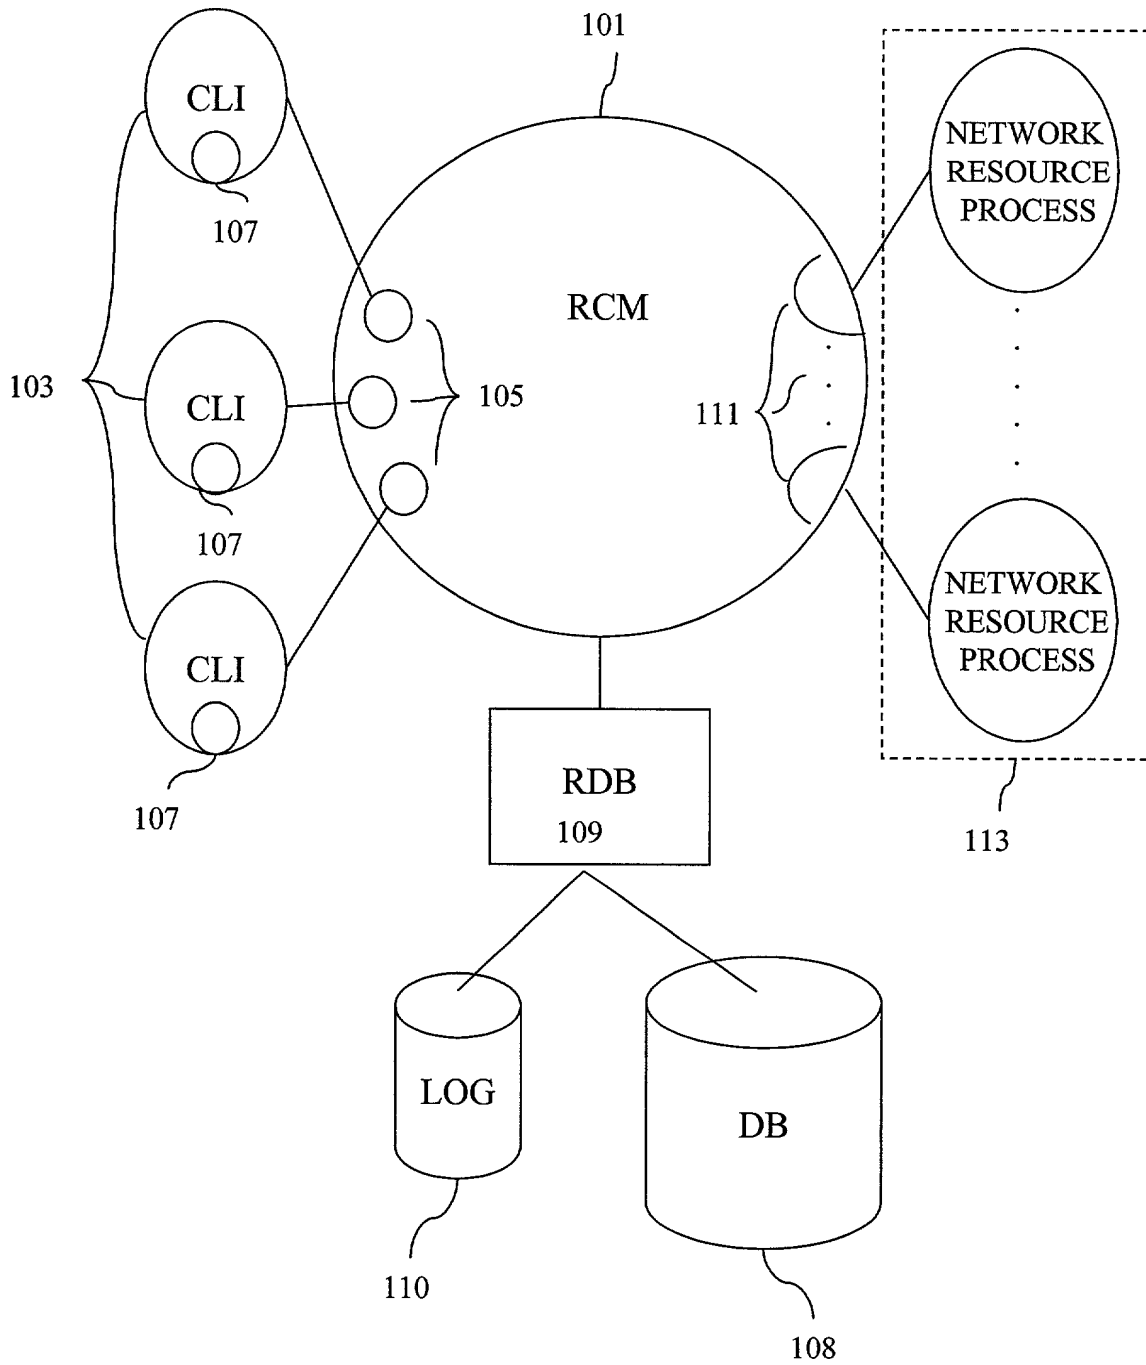 101
CLI
107
NETWORK
RESOURCE
PROCESS
RCM
103
CLI
105
111
107
CLI
NETWORK
RESOURCE
PROCESS
107
RDB
109
113
LOG
DB
110
108